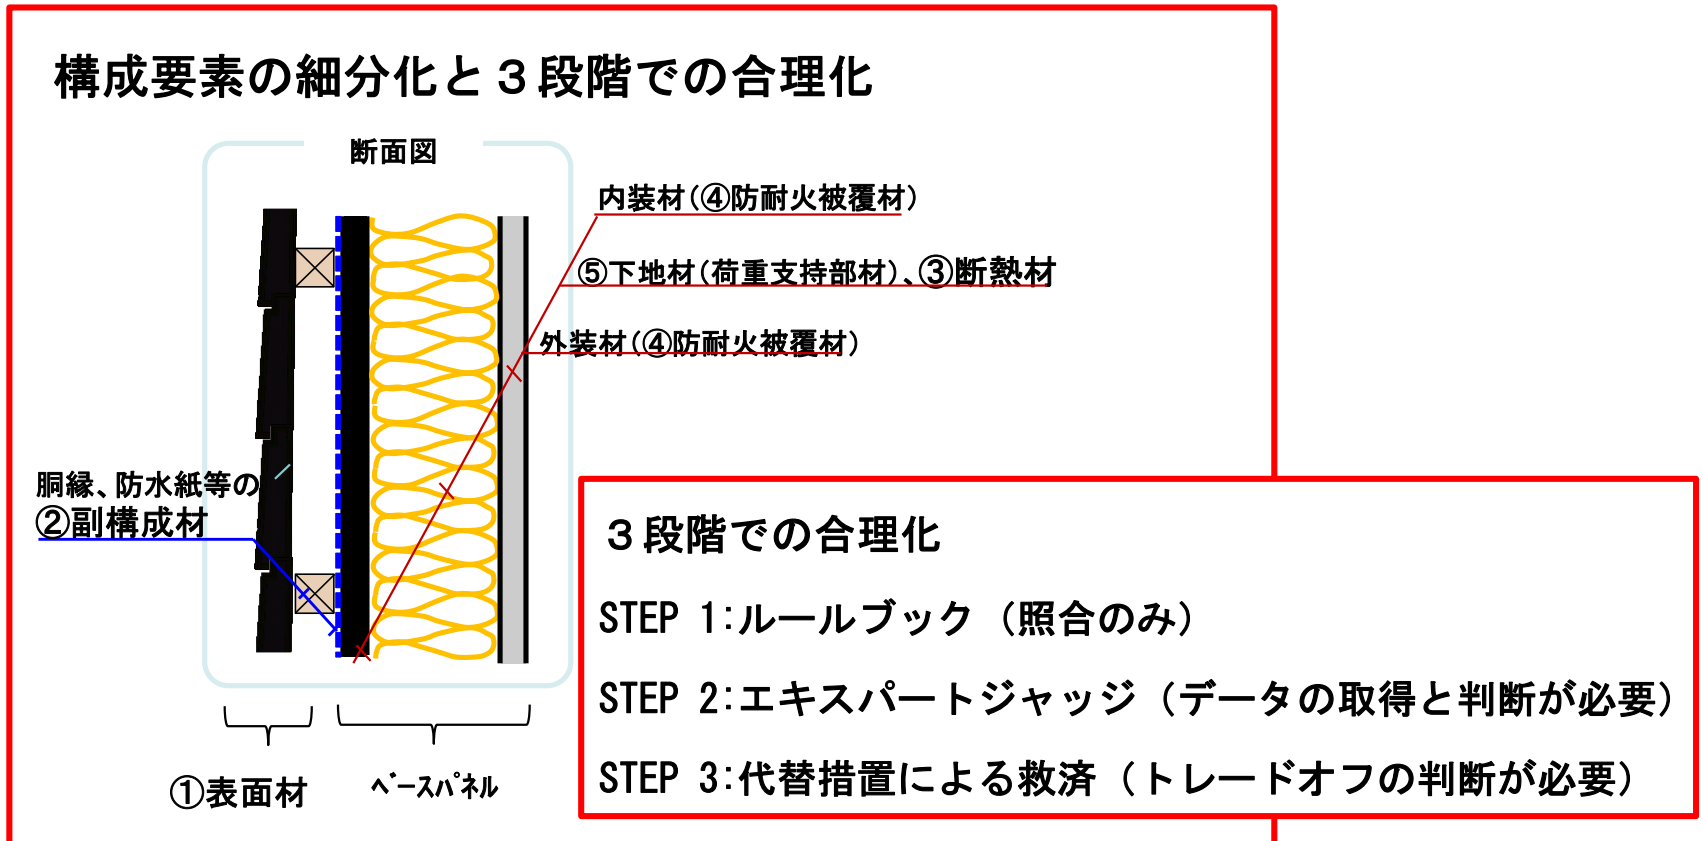 構成要素の細分化と３段階での合理化
断面図
内装材(④防耐火被覆材)
⑤下地材(荷重支持部材)、③断熱材
外装材(④防耐火被覆材)
胴縁、防水紙等の
②副構成材
①表面材
ﾍﾞｰｽﾊﾟﾈﾙ
３段階での合理化
STEP 1:ルールブック（照合のみ）
STEP 2:エキスパートジャッジ（データの取得と判断が必要）
STEP 3:代替措置による救済（トレードオフの判断が必要）